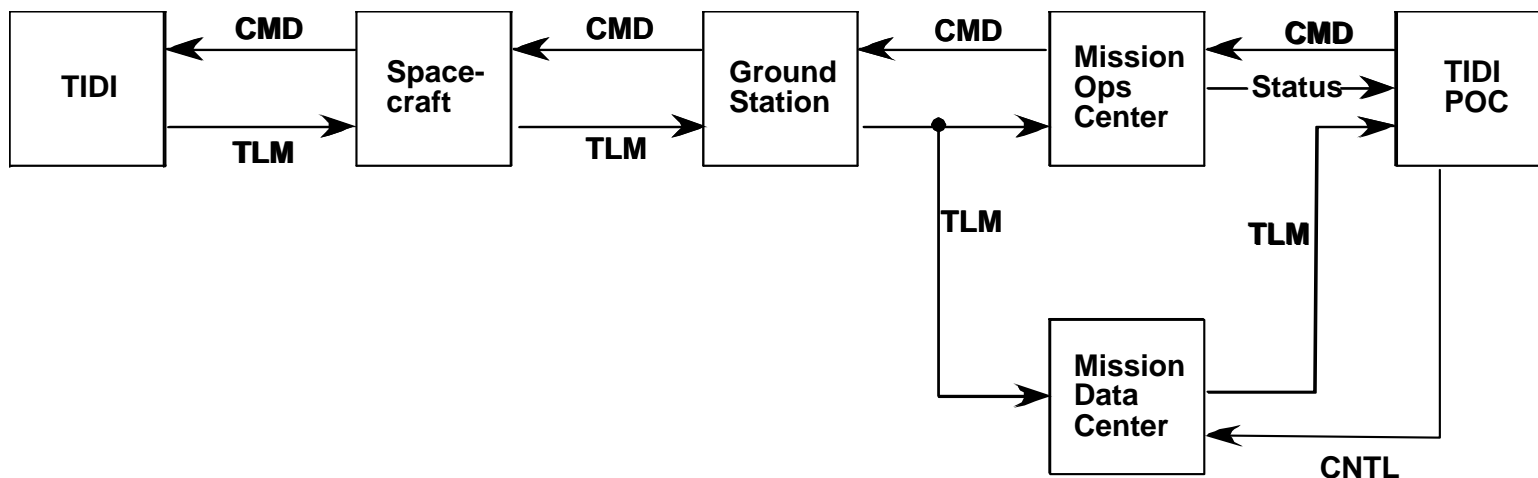 CMD
CMD
CMD
CMD
TIDI
Space-
craft
Ground
Station
Mission
Ops
Center
Status
TIDI
POC
TLM
TLM
TLM
TLM
Mission
Data
Center
CNTL